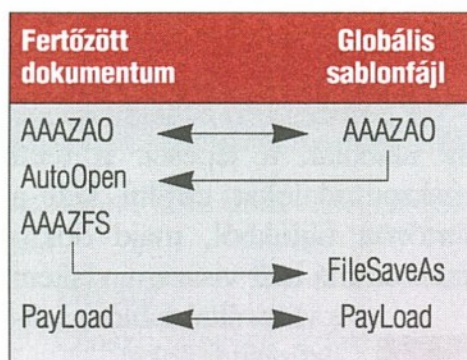 Fertőzött dokumentum
Globális sablonfájl
AAAZAO AAAZAO
AutoOpen
AAAZFS
FileSaveAs
PayLoad PayLoad